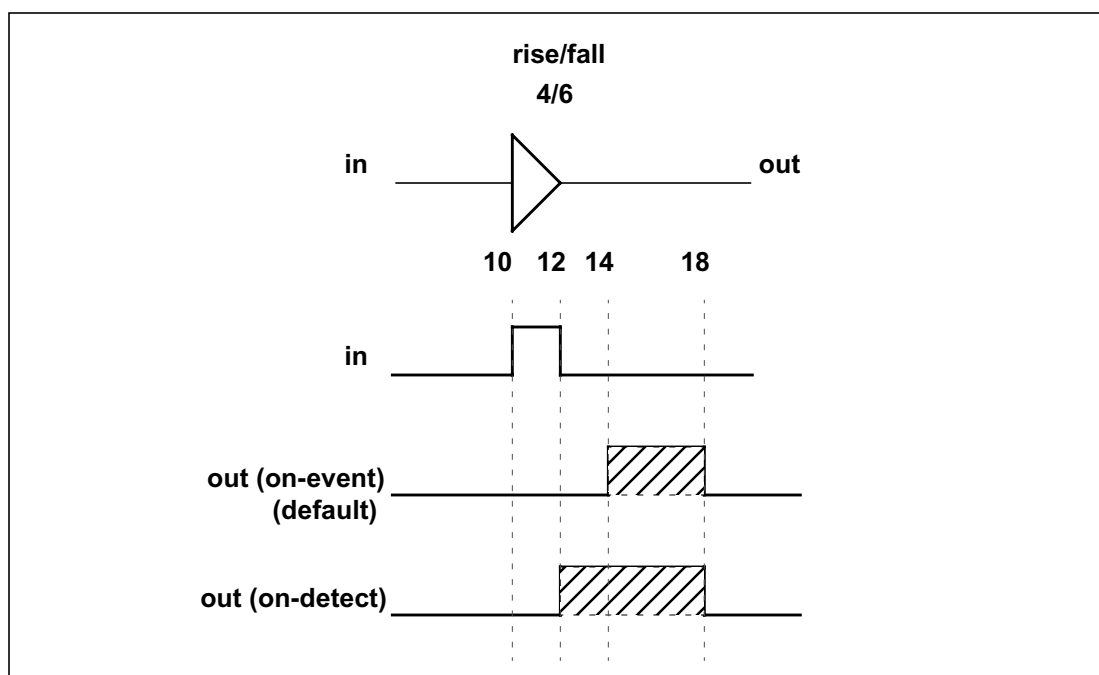 rise/fall
4/6
in
out
10 12 14 18
in
out (on-event)
(default)
out (on-detect)